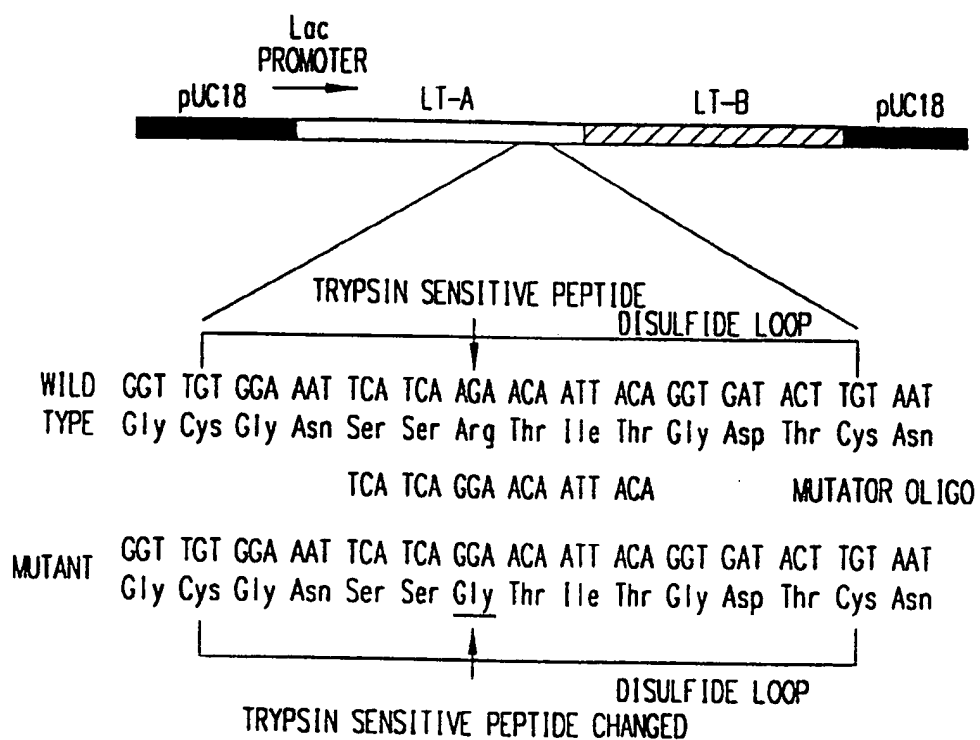 Lac
PROMOTER
pUC18 LT-A LT-B pUC18
TRYPSIN SENSITIVE PEPTIDE
DISULFIDE LOOP
WILD GGT TGT GGA AAT TCA TCA AGA ACA ATT ACA GGT GAT ACT TGT AAT
TYPE Gly Cys Gly Asn Ser Ser Arg Thr Ile Thr Gly Asp Thr Cys Asn
TCA TCA GGA ACA ATT ACA MUTATOR OLIGO
MUTANT GGT TGT GGA AAT TCA TCA GGA ACA ATT ACA GGT GAT ACT TGT AAT
Gly Cys Gly Asn Ser Ser Gly Thr Ile Thr Gly Asp Thr Cys Asn
DISULFIDE LOOP
TRYPSIN SENSITIVE PEPTIDE CHANGED